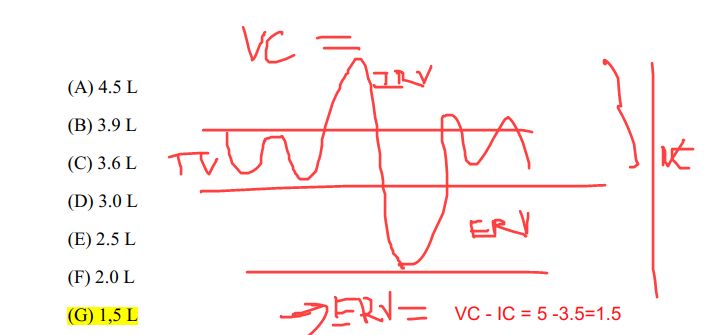 VC =
(A) 4.5 L
IRV
(B) 3.9 L
(C) 3.6 L
TV
(D) 3.0 L
ERV
(E) 2.5 L
(F) 2.0 L
(G) 1,5 L
ERV = VC - IC = 5 -3.5=1.5